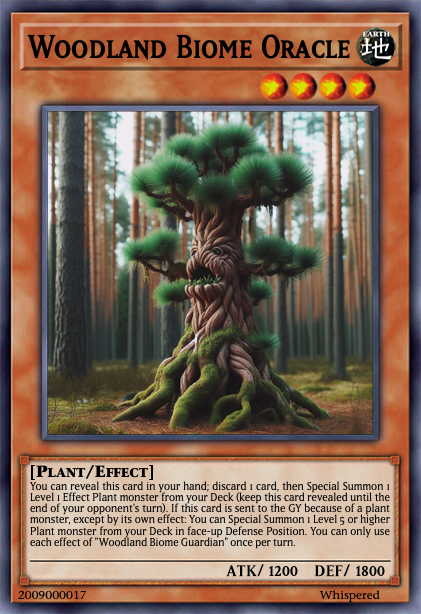 Woodland Biome Oracle
EARTH
地
[Plant/Effect]
You can reveal this card in your hand; discard 1 card, then Special Summon 1
Level 1 Effect Plant monster from your Deck (keep this card revealed until the
end of your opponent's turn). If this card is sent to the GY because of a plant
monster, except by its own effect: You can Special Summon 1 Level 5 or higher
Plant monster from your Deck in face-up Defense Position. You can only use
each effect of "Woodland Biome Guardian" once per turn.
ATK/ 1200 DEF/ 1800
2009000017 Whispered